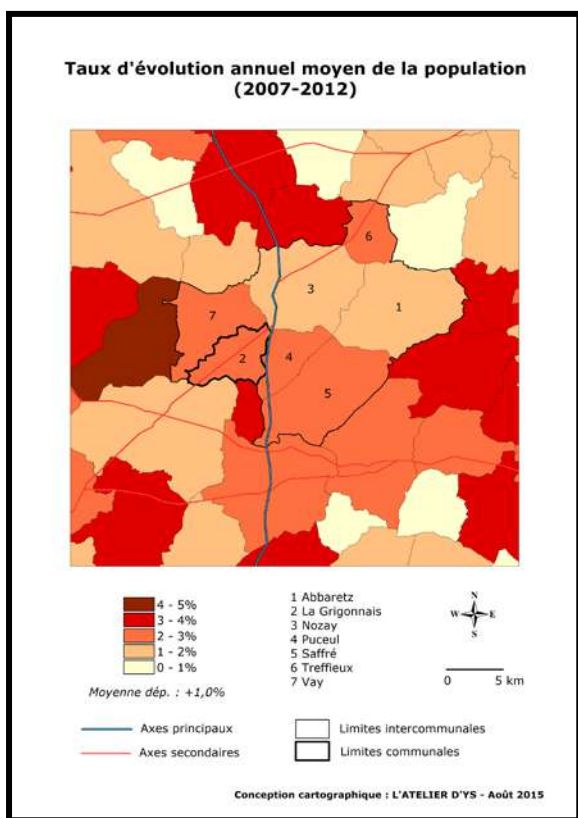 Taux d'évolution annuel moyen de la population
(2007-2012)
6
3
1
7
2
4
5
4 - 5%
3 - 4%
2 - 3%
1 - 2%
0 - 1%
Moyenne dép. : +1,0%
1 Abbaretz
2 La Grigonnais
3 Nozay
4 Puceul
5 Saffré
6 Treffieux
7 Vay
N
W E
S
0 5 km
Axes principaux
Axes secondaires
Limites intercommunales
Limites communales
Conception cartographique : L'ATELIER D'YS - Août 2015